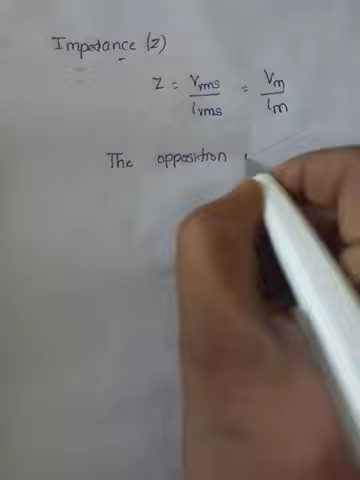 Impedance (Z)
Z = Vrms / irms = Vm / im
The opposition